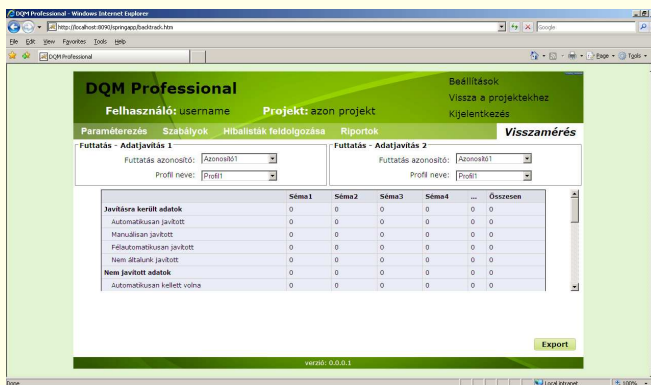 DQM Professional - Windows Internet Explorer
http://localhost:8090/springapp/backtrack.htm
Google
File Edit View Favorites Tools Help
DQM Professional
Page Tools
DQM Professional
Beállítások
Vissza a projektekhez
Kijelentkezés
Felhasználó: username Projekt: azon projekt
Paraméterezés Szabályok Hibalisták feldolgozása Riportok Visszamérés
Futtatás - Adatjavítás 1 Futtatás - Adatjavítás 2
Futtatás azonosító: Azonosító1 Futtatás azonosító: Azonosító1
Profil neve: Profil1 Profil neve: Profil1
Séma1 Séma2 Séma3 Séma4 ... Összesen
Javításra került adatok 0 0 0 0 0 0
Automatikusan javított 0 0 0 0 0 0
Manuálisan javított 0 0 0 0 0 0
Félautomatikusan javított 0 0 0 0 0 0
Nem általunk javított 0 0 0 0 0 0
Nem javított adatok 0 0 0 0 0 0
Automatikusan kellett volna 0 0 0 0 0 0
Export
verzió: 0.0.0.1
Done Local intranet 100%